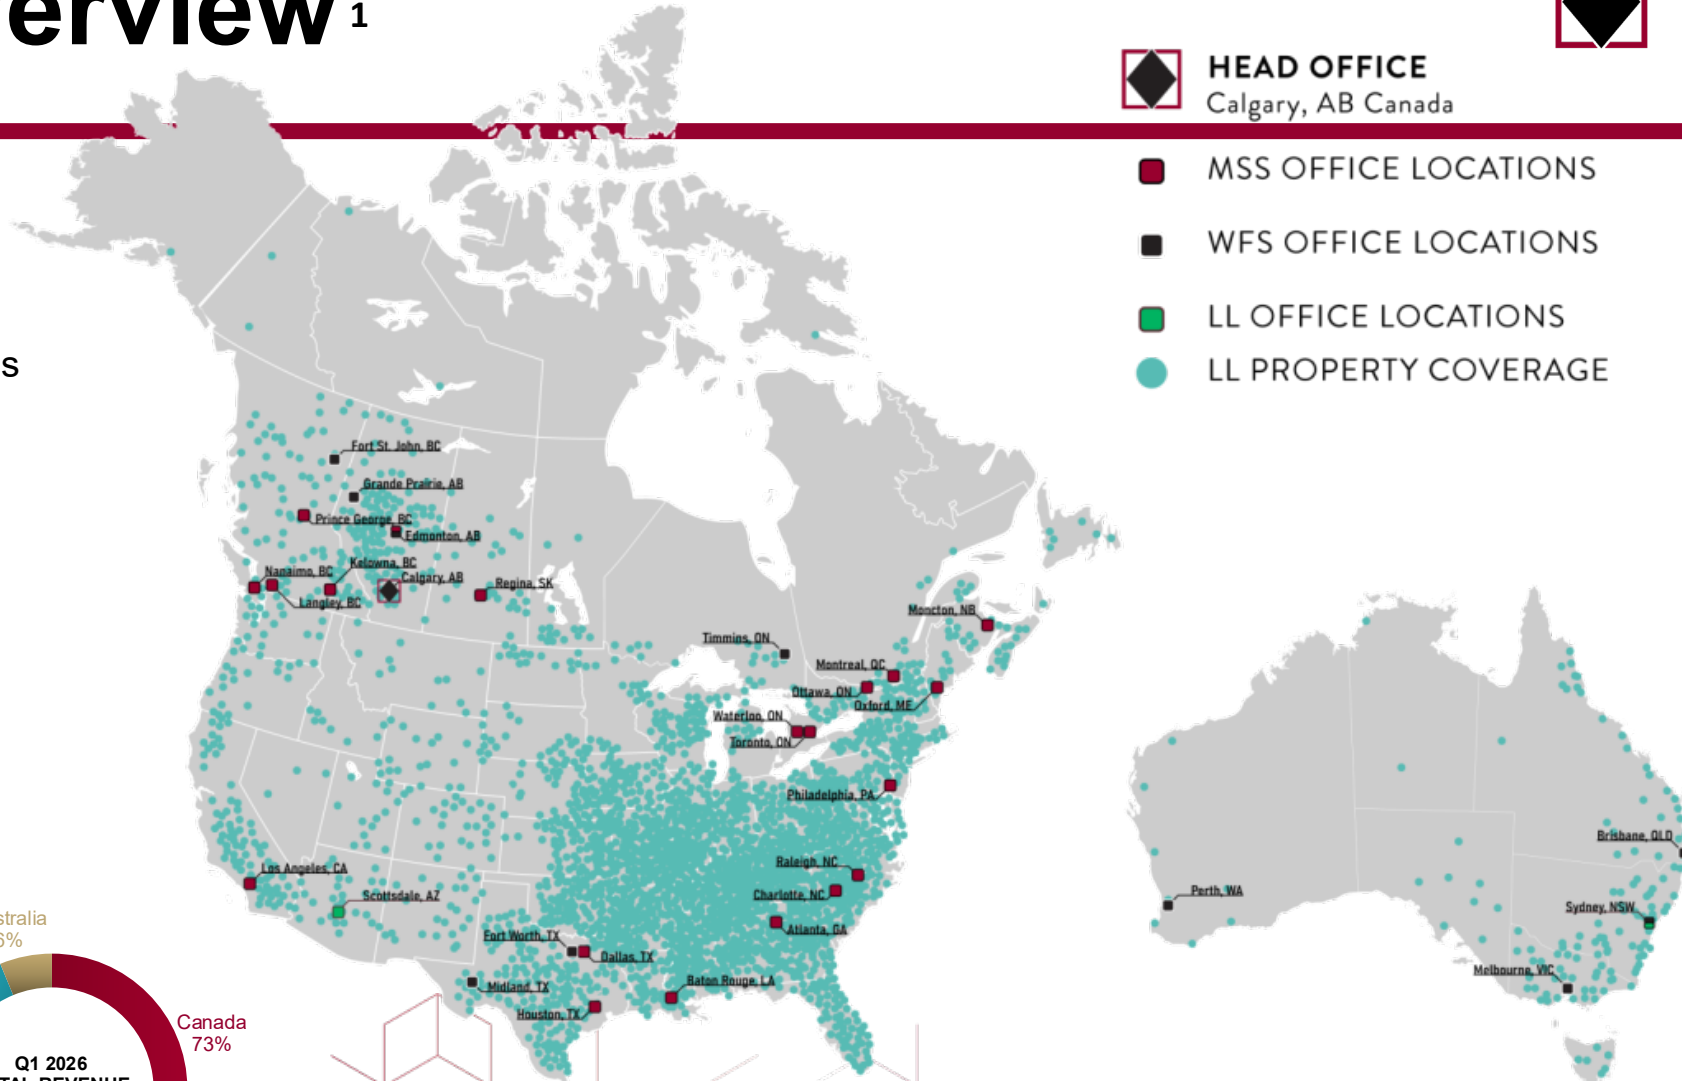 erview 1
HEAD OFFICE
Calgary, AB Canada
MSS OFFICE LOCATIONS
WFS OFFICE LOCATIONS
LL OFFICE LOCATIONS
LL PROPERTY COVERAGE
s
Fort St. John, BC
Grande Prairie, AB
Prince George, BC
Edmonton, AB
Kelowna, BC
Nanaimo, BC
Calgary, AB
Regina, SK
Langley, BC
Moncton, NB
Timmins, ON
Montreal, QC
Ottawa, ON
Oxford, ME
Waterloo, ON
Toronto, ON
Philadelphia, PA
Raleigh, NC
Charlotte, NC
Atlanta, GA
Los Angeles, CA
Scottsdale, AZ
Fort Worth, TX
Dallas, TX
Midland, TX
Baton Rouge, LA
Houston, TX
Brisbane, QLD
Perth, WA
Sydney, NSW
Melbourne, VIC
stralia
6%
Canada
73%
Q1 2026
TAL REVENUE